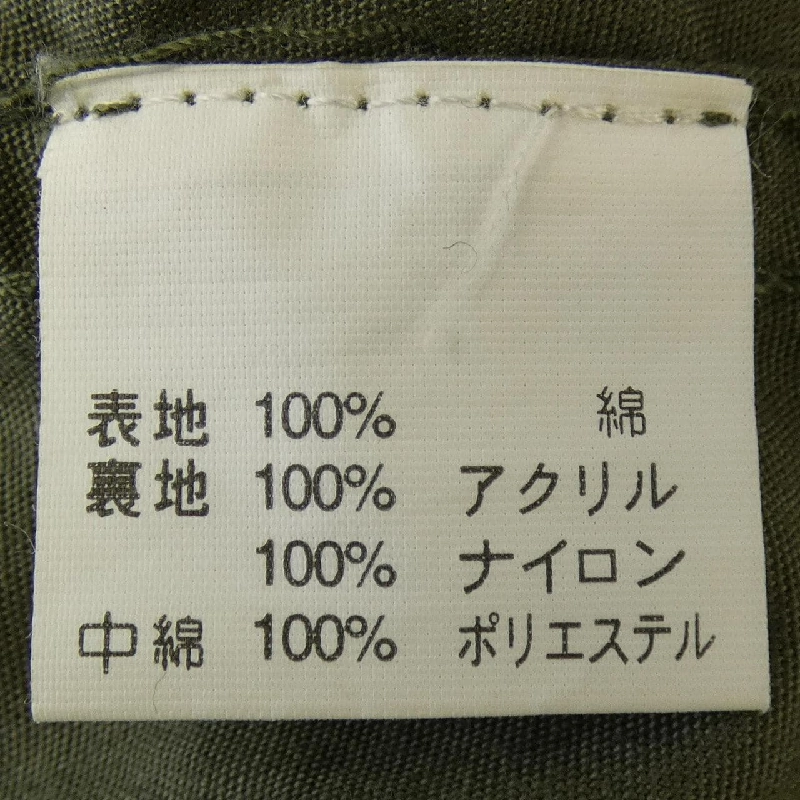 表地 100% 綿
裏地 100% アクリル
100% ナイロン
中綿 100% ポリエステル